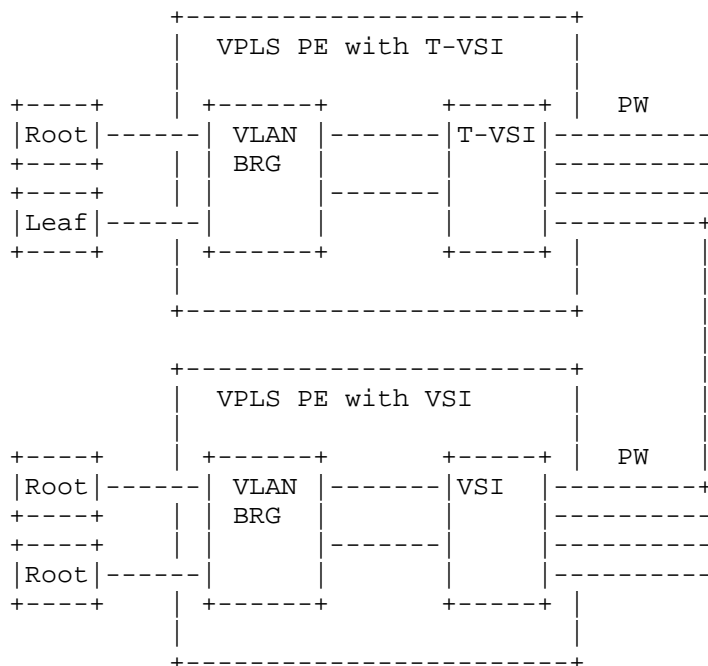 VPLS PE with T-VSI
PW
Root VLAN T-VSI
BRG
Leaf
VPLS PE with VSI
PW
Root VLAN VSI
BRG
Root